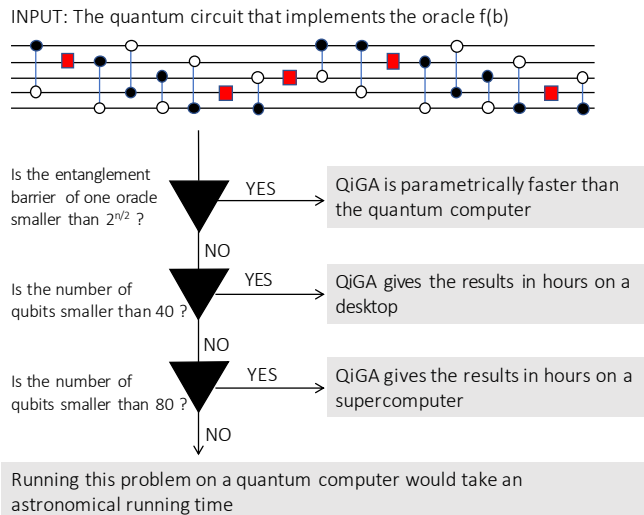 INPUT: The quantum circuit that implements the oracle f(b)
Is the entanglement
barrier of one oracle
smaller than 2^{n/2} ?
YES
QiGA is parametrically faster than
the quantum computer
NO
Is the number of
qubits smaller than 40 ?
YES
QiGA gives the results in hours on a
desktop
NO
Is the number of
qubits smaller than 80 ?
YES
QiGA gives the results in hours on a
supercomputer
NO
Running this problem on a quantum computer would take an
astronomical running time